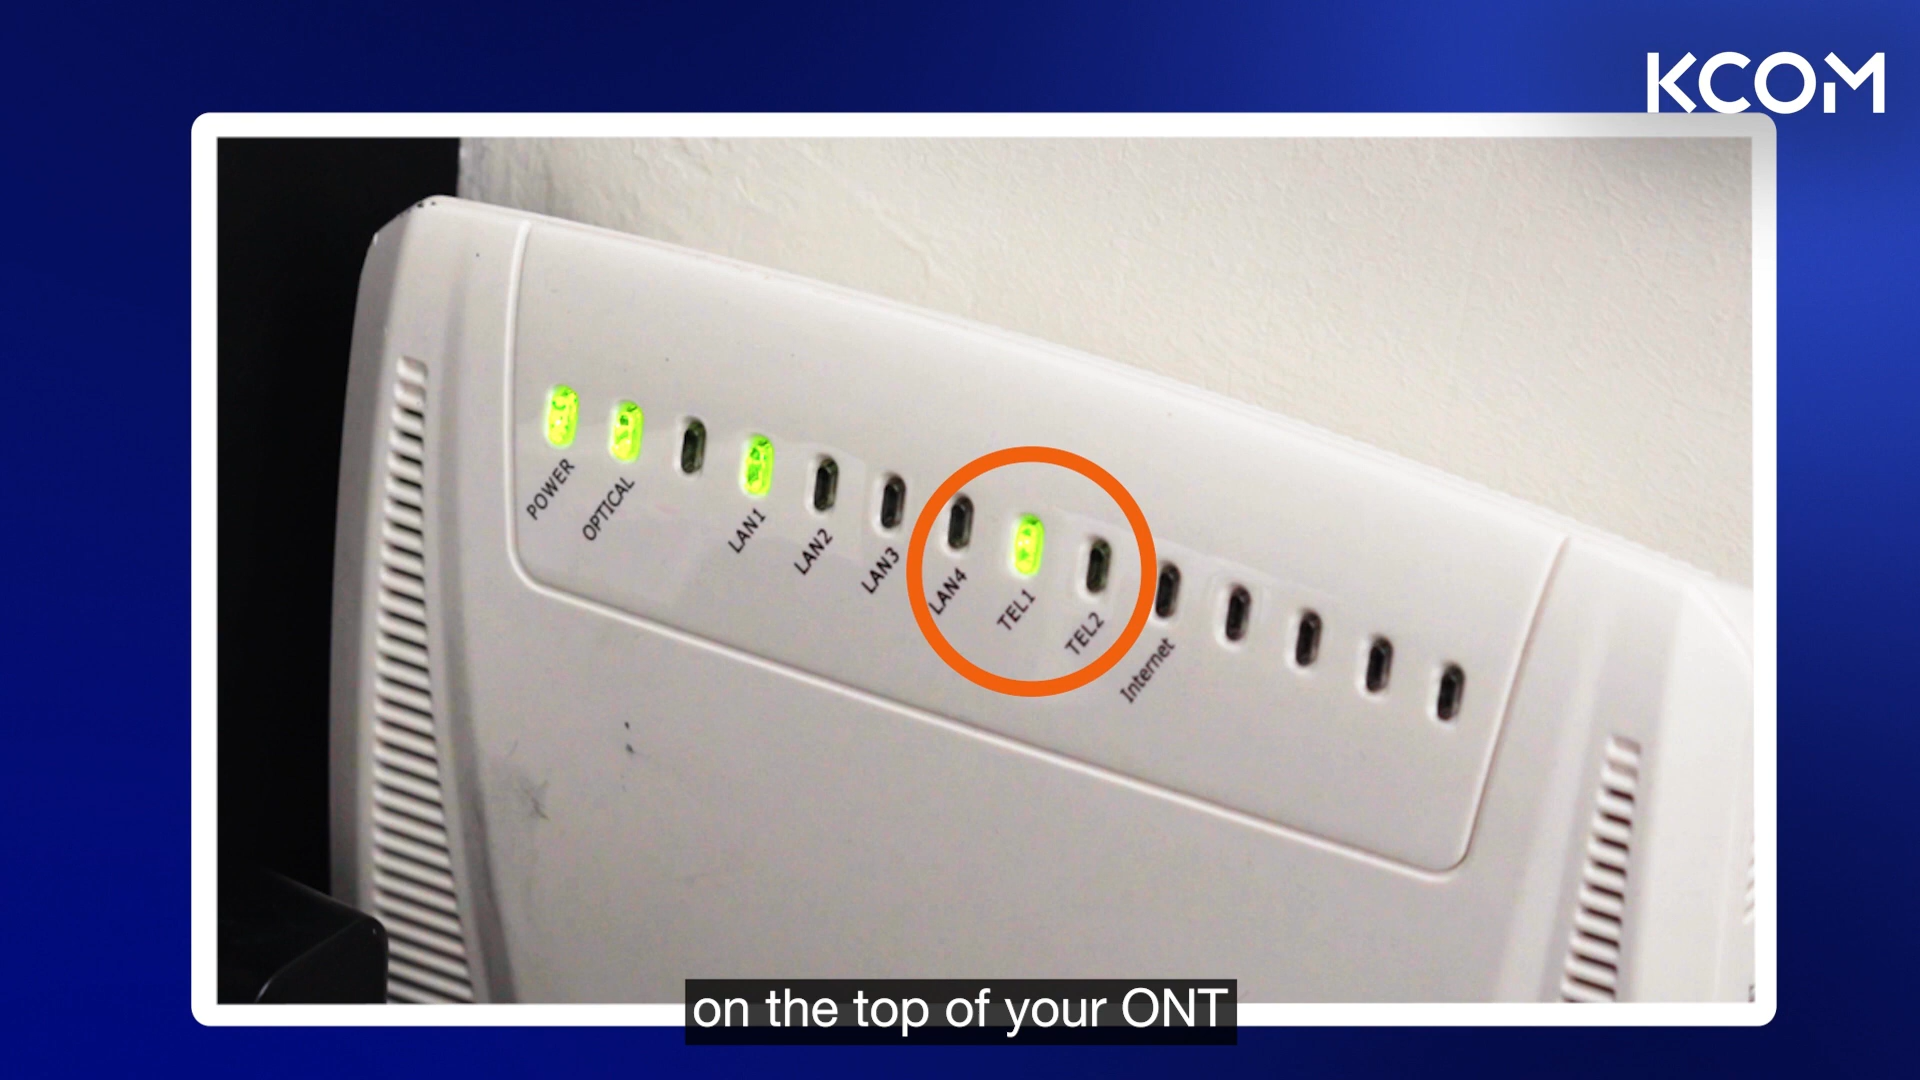 KCOM
POWER
OPTICAL
LAN1
LAN2
LAN3
LAN4
TEL1
TEL2
Internet
on the top of your ONT